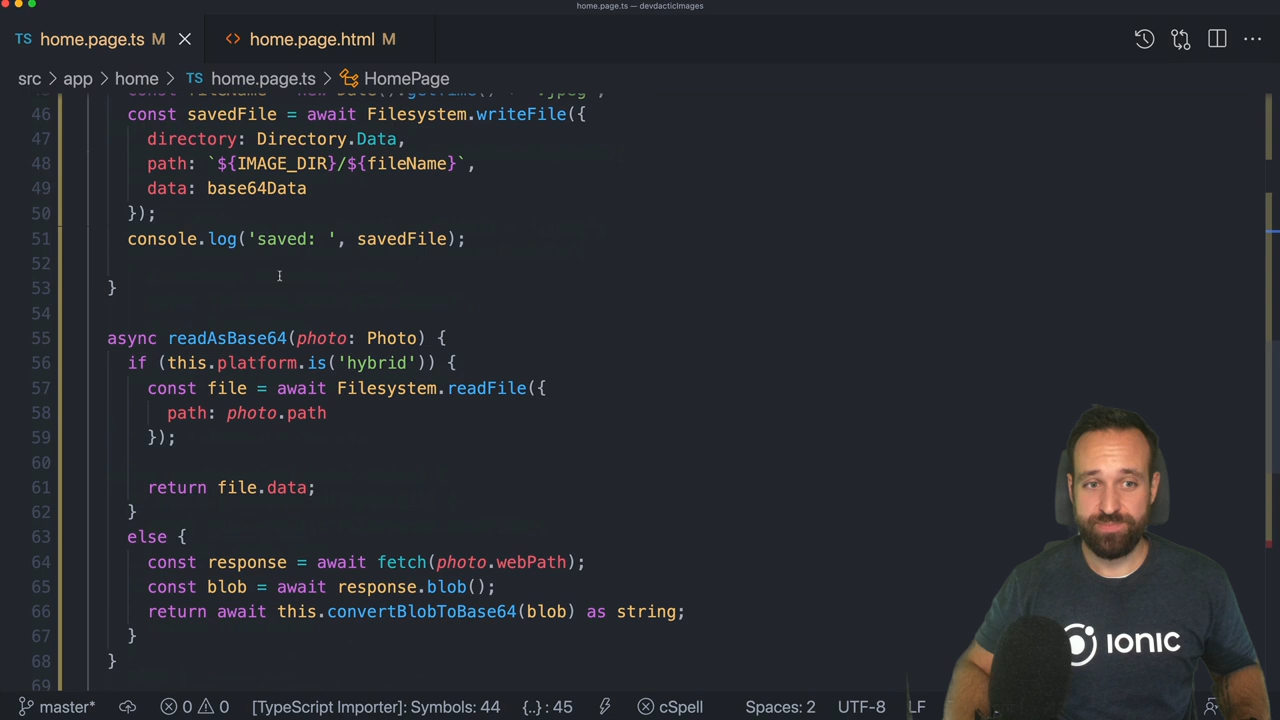 home.page.ts — devdacticImages
TS home.page.ts M
<> home.page.html M
src > app > home > TS home.page.ts > HomePage
46 const savedFile = await Filesystem.writeFile({
47 directory: Directory.Data,
48 path: `${IMAGE_DIR}/${fileName}`,
49 data: base64Data
50 });
51 console.log('saved: ', savedFile);
52
53 }
54
55 async readAsBase64(photo: Photo) {
56 if (this.platform.is('hybrid')) {
57 const file = await Filesystem.readFile({
58 path: photo.path
59 });
60
61 return file.data;
62 }
63 else {
64 const response = await fetch(photo.webPath);
65 const blob = await response.blob();
66 return await this.convertBlobToBase64(blob) as string;
67 }
68 }
69
IONIC
master* 0 0 [TypeScript Importer]: Symbols: 44 {..}: 45 cSpell Spaces: 2 UTF-8 LF